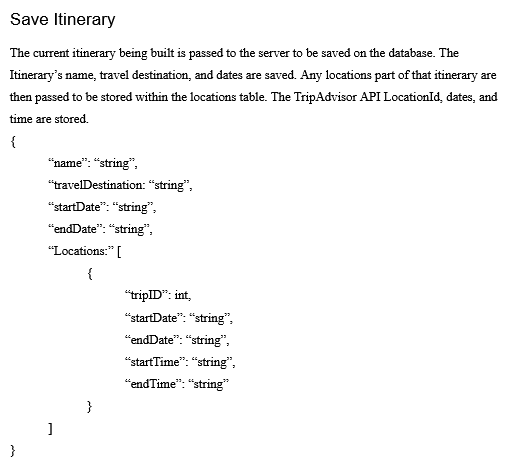 Save Itinerary
The current itinerary being built is passed to the server to be saved on the database. The
Itinerary’s name, travel destination, and dates are saved. Any locations part of that itinerary are
then passed to be stored within the locations table. The TripAdvisor API LocationId, dates, and
time are stored.
{
“name”: “string”,
“travelDestination: “string”,
“startDate”: “string”,
“endDate”: “string”,
“Locations:” [
{
“tripID”: int,
“startDate”: “string”,
“endDate”: “string”,
“startTime”: “string”,
“endTime”: “string”
}
]
}